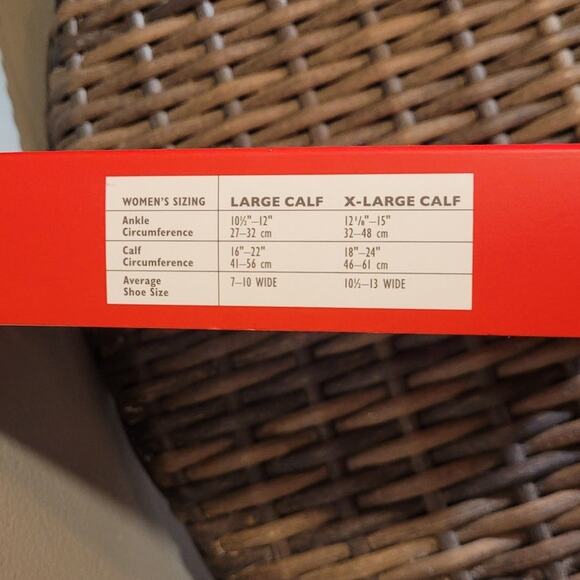 WOMEN'S SIZING LARGE CALF X-LARGE CALF
Ankle 10½"–12" 12⅛"–15"
Circumference 27–32 cm 32–48 cm
Calf 16"–22" 18"–24"
Circumference 41–56 cm 46–61 cm
Average 7–10 WIDE 10½–13 WIDE
Shoe Size